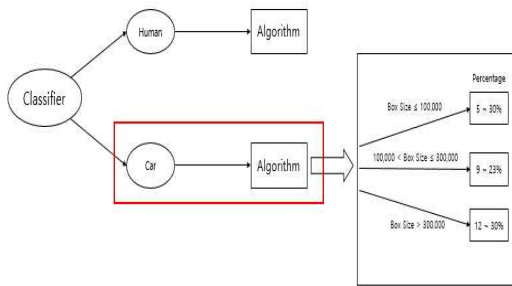 Human
Algorithm
Classifier
Car
Algorithm
Percentage
Box Size ≤ 100,000
5 ~ 30%
100,000 < Box Size ≤ 300,000
9 ~ 23%
Box Size > 300,000
12 ~ 30%